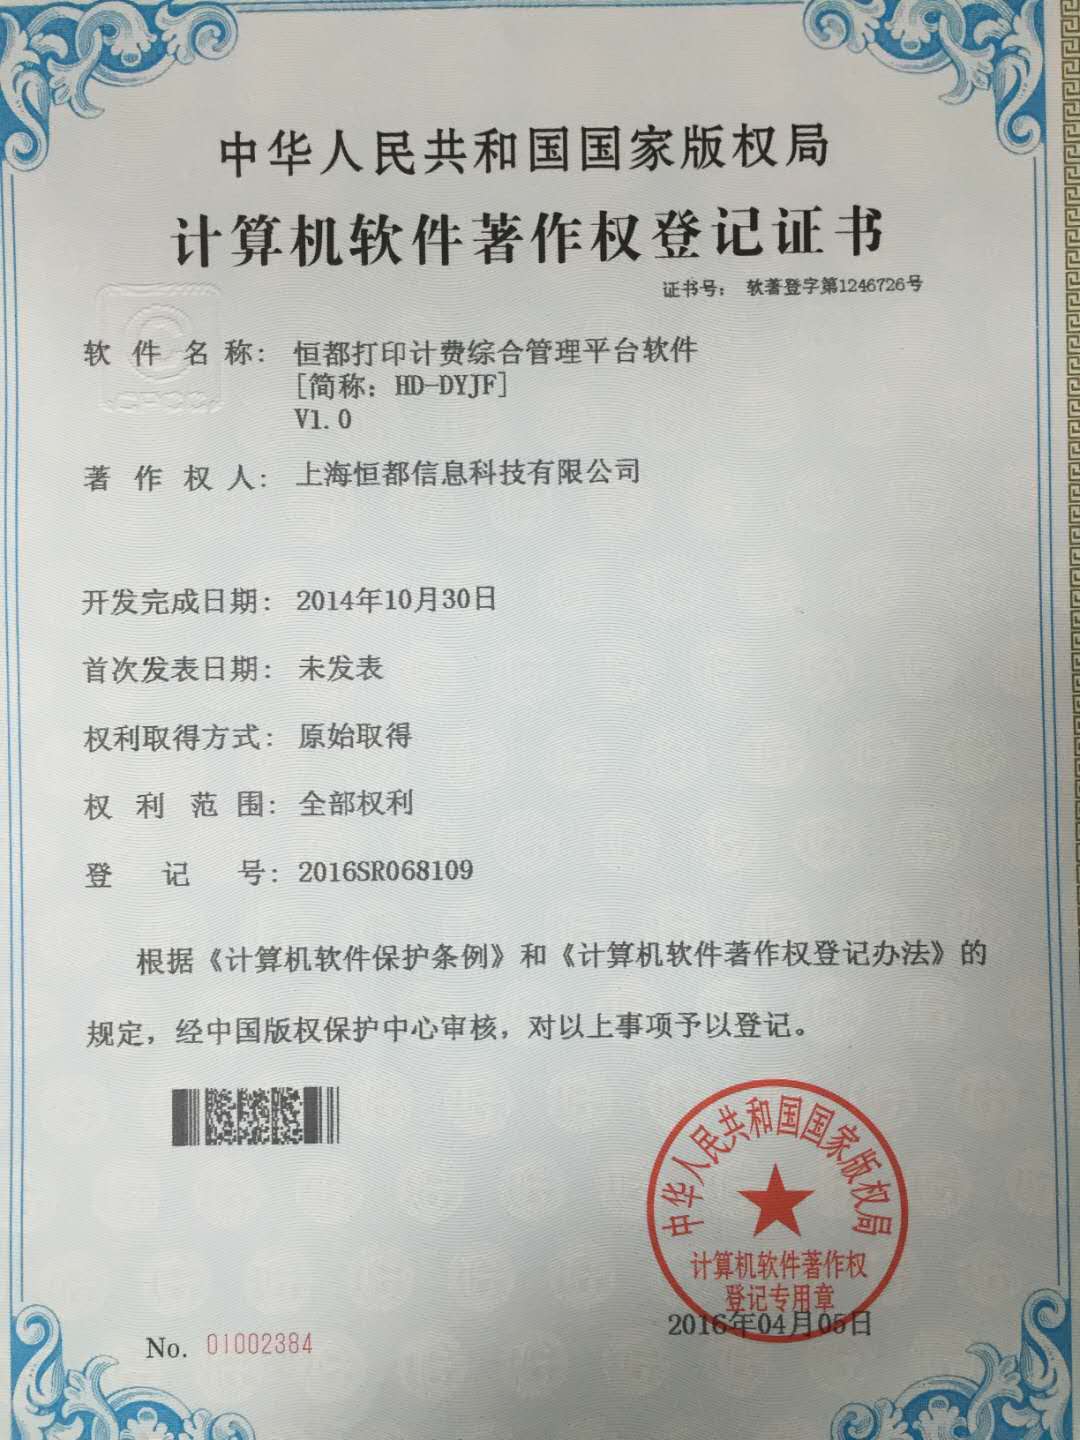 中华人民共和国国家版权局
计算机软件著作权登记证书
证书号： 软著登字第1246726号
软件名称： 恒都打印计费综合管理平台软件
[简称：HD-DYJF]
V1.0
著作权人： 上海恒都信息科技有限公司
开发完成日期： 2014年10月30日
首次发表日期： 未发表
权利取得方式： 原始取得
权利范围： 全部权利
登记号： 2016SR068109
根据《计算机软件保护条例》和《计算机软件著作权登记办法》的
规定，经中国版权保护中心审核，对以上事项予以登记。
中华人民共和国国家版权局
计算机软件著作权
登记专用章
2016年04月05日
No. 01002384